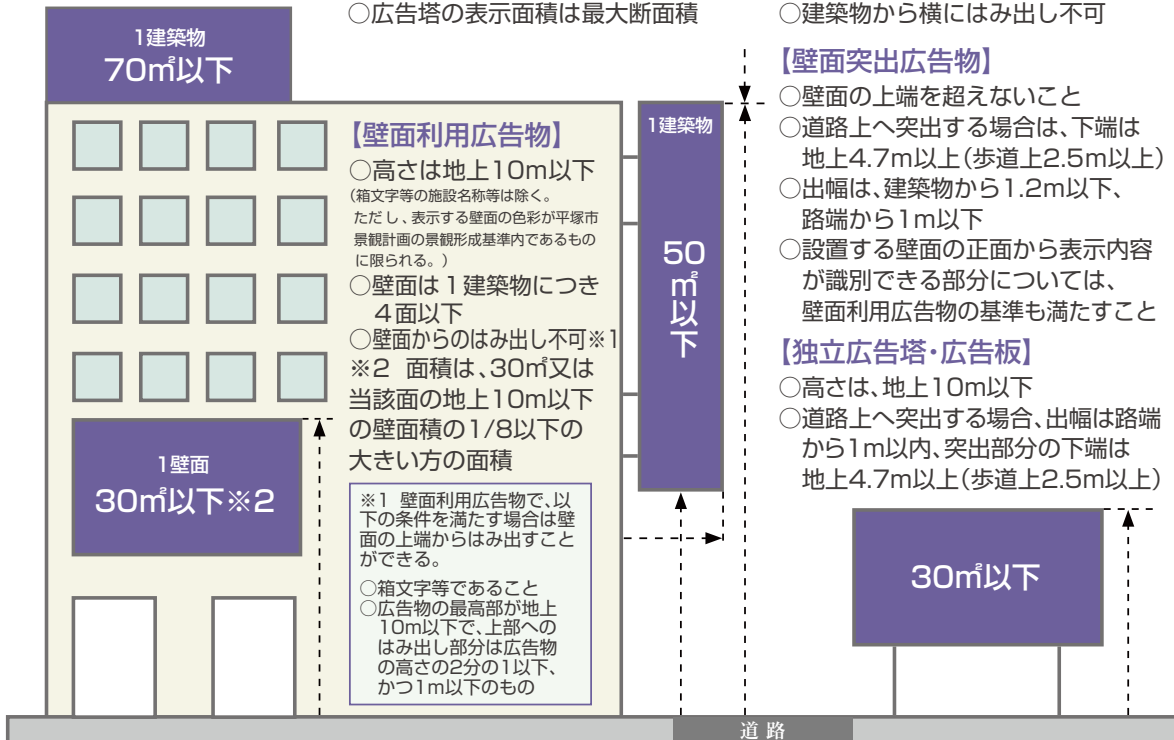 ○広告塔の表示面積は最大断面積
○建築物から横にはみ出し不可
1建築物
70㎡以下
【壁面利用広告物】
○高さは地上10m以下
(箱文字等の施設名称等は除く。
ただし、表示する壁面の色彩が平塚市
景観計画の景観形成基準内であるもの
に限られる。)
○壁面は1建築物につき
4面以下
○壁面からのはみ出し不可※1
※2 面積は、30㎡又は
当該面の地上10m以下
の壁面積の1/8以下の
大きい方の面積
1壁面
30㎡以下※2
※1 壁面利用広告物で、以
下の条件を満たす場合は壁
面の上端からはみ出すこと
ができる。
○箱文字等であること
○広告物の最高部が地上
10m以下で、上部への
はみ出し部分は広告物
の高さの2分の1以下、
かつ1m以下のもの
1建築物
50㎡以下
【壁面突出広告物】
○壁面の上端を超えないこと
○道路上へ突出する場合は、下端は
地上4.7m以上(歩道上2.5m以上)
○出幅は、建築物から1.2m以下、
路端から1m以下
○設置する壁面の正面から表示内容
が識別できる部分については、
壁面利用広告物の基準も満たすこと
【独立広告塔・広告板】
○高さは、地上10m以下
○道路上へ突出する場合、出幅は路端
から1m以内、突出部分の下端は
地上4.7m以上(歩道上2.5m以上)
30㎡以下
道路